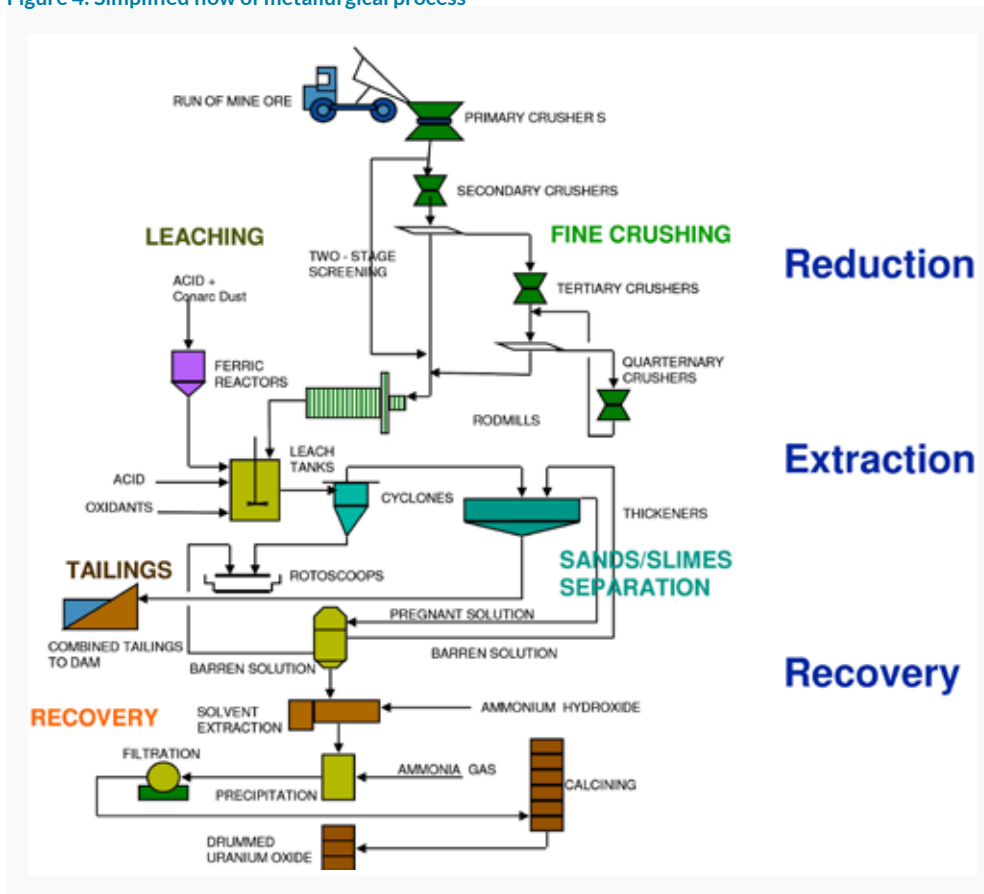 Figure 4. Simplified flow of metallurgical process
RUN OF MINE ORE
PRIMARY CRUSHER S
SECONDARY CRUSHERS
LEACHING
FINE CRUSHING
TWO - STAGE
SCREENING
Reduction
ACID +
Conarc Dust
TERTIARY CRUSHERS
FERRIC
REACTORS
QUARTERNARY
CRUSHERS
RODMILLS
LEACH
TANKS
Extraction
ACID
OXIDANTS
CYCLONES
THICKENERS
TAILINGS
ROTOSCOOPS
SANDS/SLIMES
SEPARATION
PREGNANT SOLUTION
COMBINED TAILINGS
TO DAM
BARREN SOLUTION
BARREN SOLUTION
Recovery
RECOVERY
SOLVENT
EXTRACTION
AMMONIUM HYDROXIDE
FILTRATION
AMMONIA GAS
CALCINING
PRECIPITATION
DRUMMED
URANIUM OXIDE